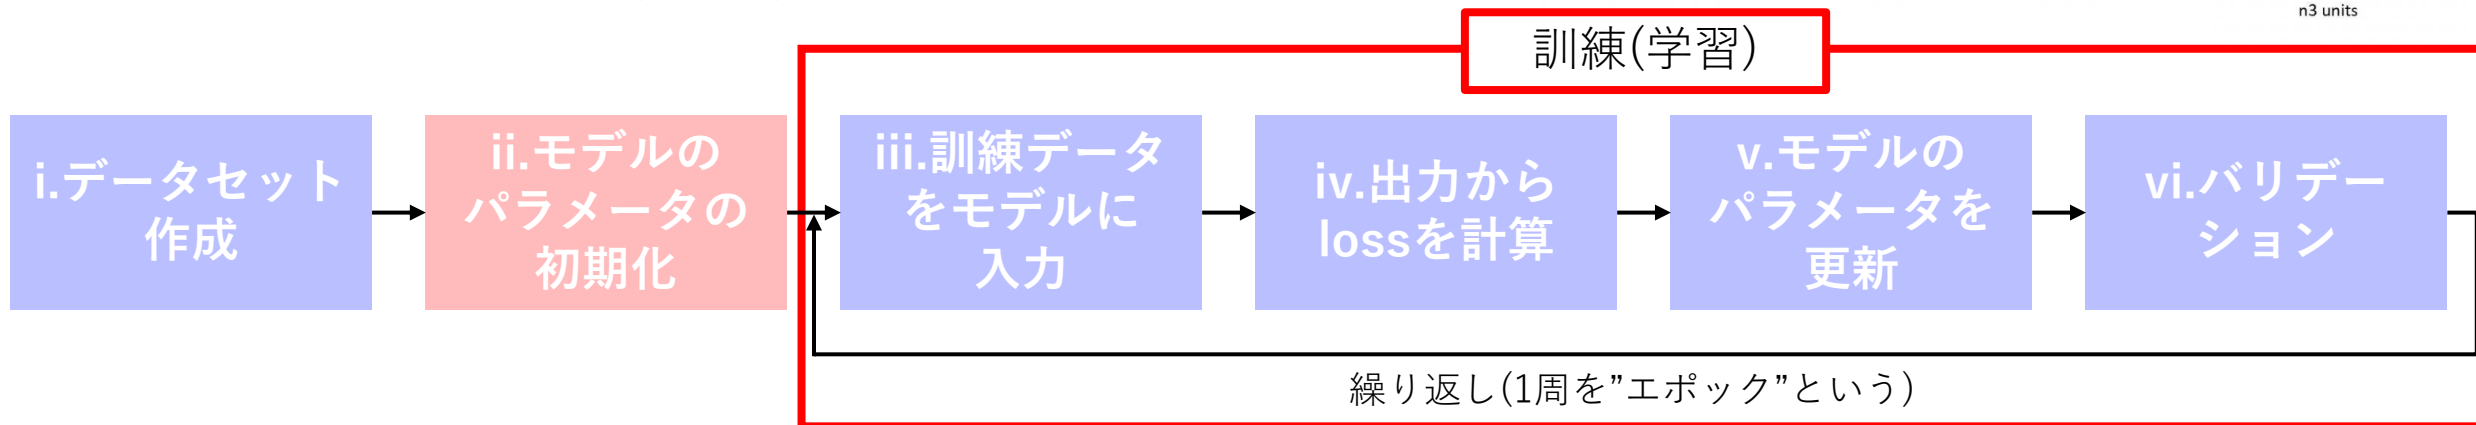 n3 units
訓練(学習)
i.データセット
作成
ii.モデルの
パラメータの
初期化
iii.訓練データ
をモデルに
入力
iv.出力から
lossを計算
v.モデルの
パラメータを
更新
vi.バリデー
ション
繰り返し(1周を”エポック”という)